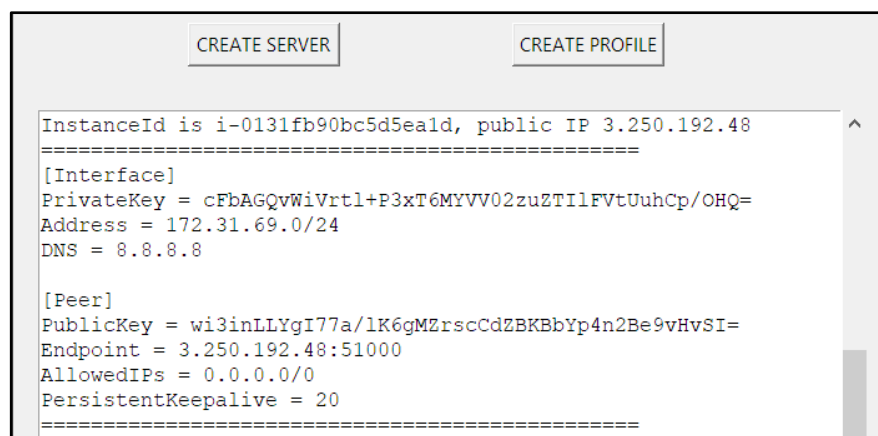 CREATE SERVER CREATE PROFILE
InstanceId is i-0131fb90bc5d5ea1d, public IP 3.250.192.48
================================================
[Interface]
PrivateKey = cFbAGQvWiVrtl+P3xT6MYVV02zuZTIlFVtUuhCp/OHQ=
Address = 172.31.69.0/24
DNS = 8.8.8.8
[Peer]
PublicKey = wi3inLLYgI77a/lK6gMZrscCdZBKBbYp4n2Be9vHvSI=
Endpoint = 3.250.192.48:51000
AllowedIPs = 0.0.0.0/0
PersistentKeepalive = 20
================================================